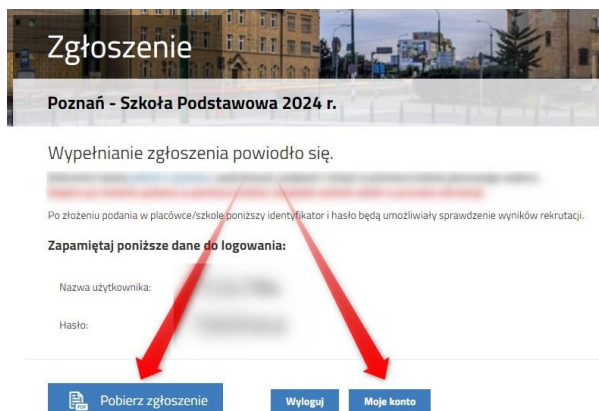 Zgłoszenie
Poznań - Szkoła Podstawowa 2024 r.
Wypełnianie zgłoszenia powiodło się.
Po złożeniu podania w placówce/szkole poniższy identyfikator i hasło będą umożliwiały sprawdzenie wyników rekrutacji.
Zapamiętaj poniższe dane do logowania:
Nazwa użytkownika:
Hasło:
Pobierz zgłoszenie Wyloguj Moje konto